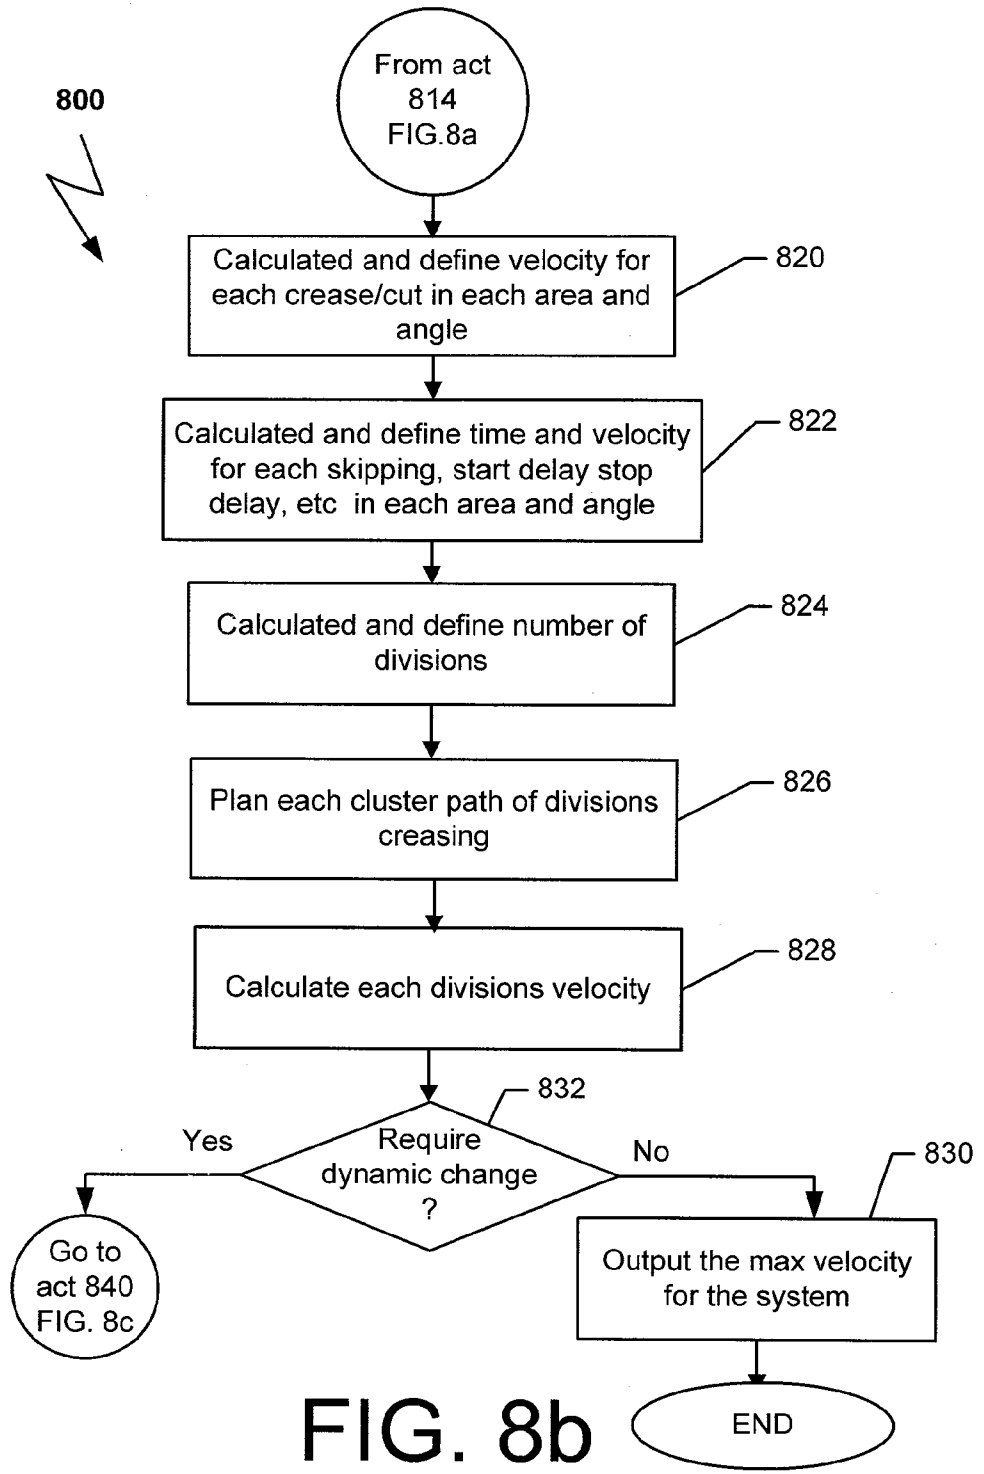 From act
814
FIG.8a
800
Calculated and define velocity for
each crease/cut in each area and
angle
820
Calculated and define time and velocity
for each skipping, start delay stop
delay, etc in each area and angle
822
Calculated and define number of
divisions
824
Plan each cluster path of divisions
creasing
826
Calculate each divisions velocity
828
832
Require
dynamic change
?
Yes
No
830
Go to
act 840
FIG. 8c
Output the max velocity
for the system
END
FIG. 8b